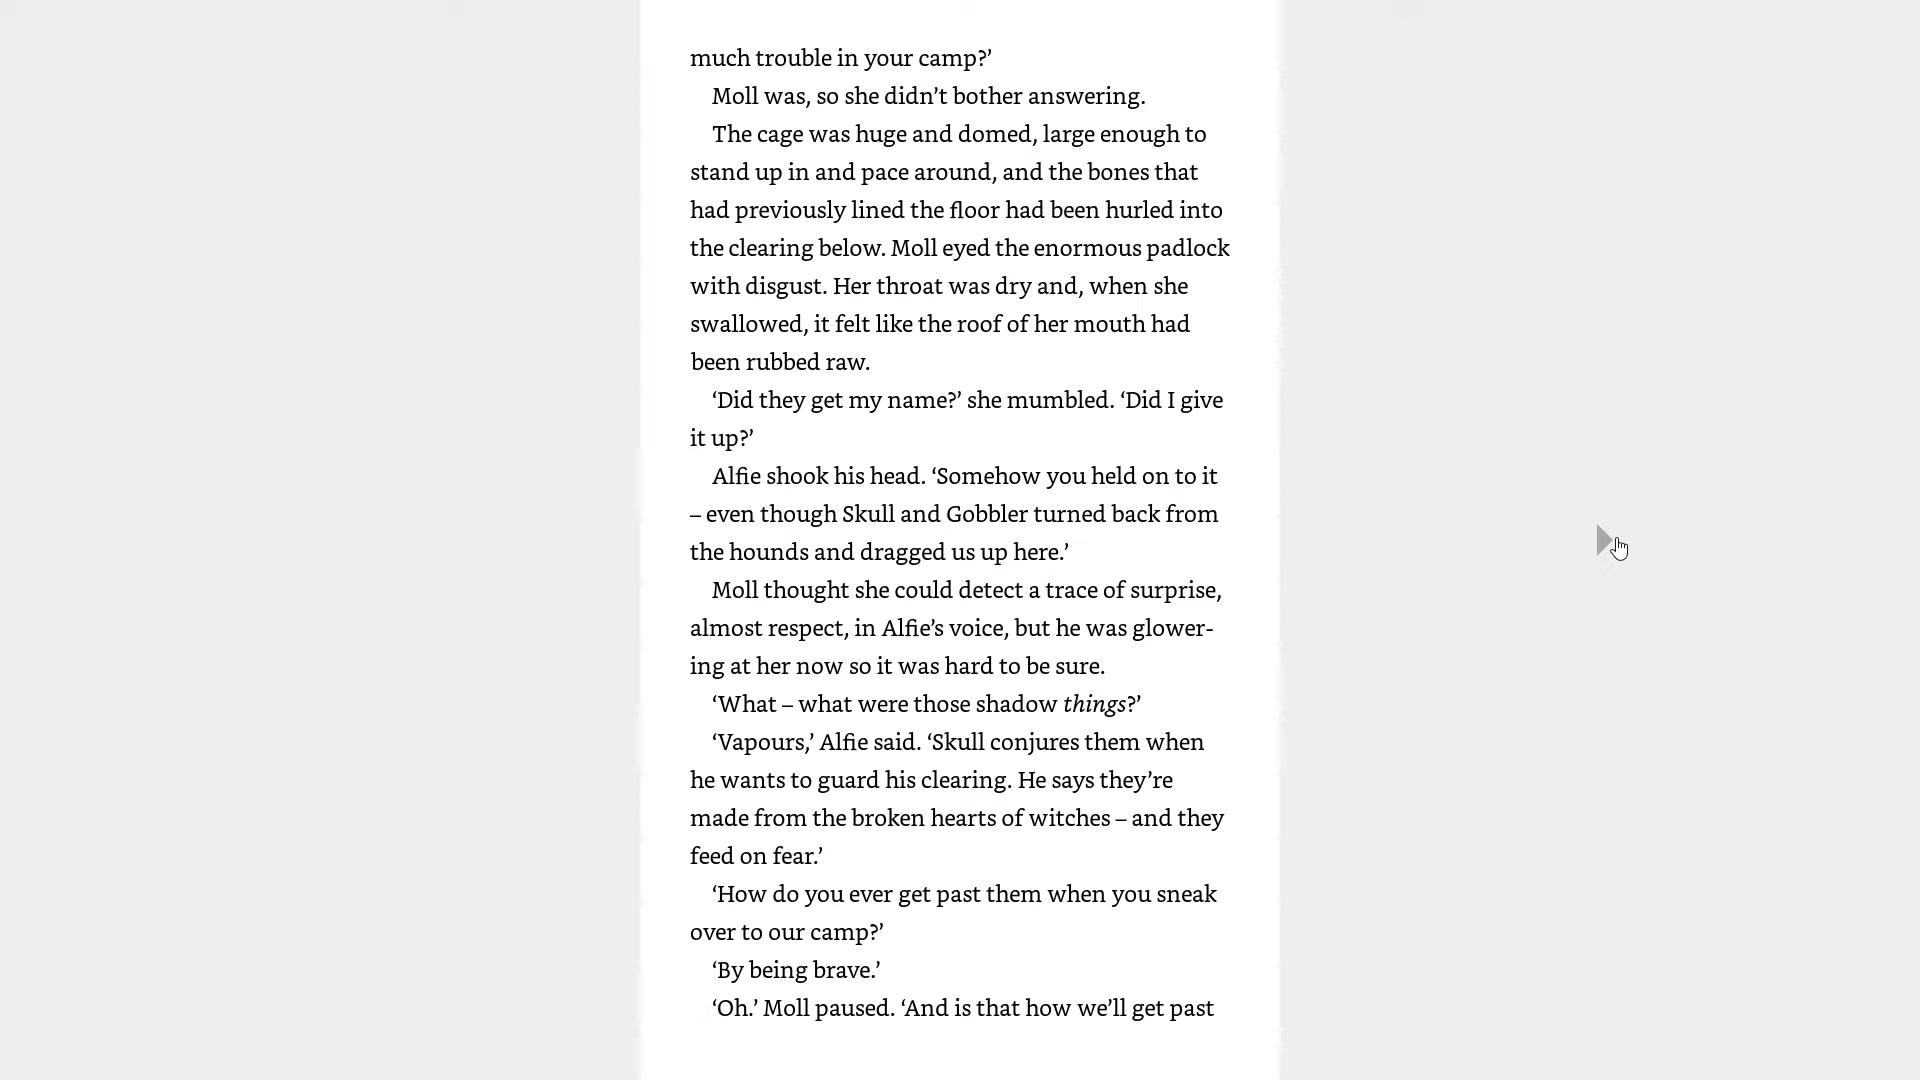 much trouble in your camp?’
Moll was, so she didn’t bother answering.
The cage was huge and domed, large enough to
stand up in and pace around, and the bones that
had previously lined the floor had been hurled into
the clearing below. Moll eyed the enormous padlock
with disgust. Her throat was dry and, when she
swallowed, it felt like the roof of her mouth had
been rubbed raw.
‘Did they get my name?’ she mumbled. ‘Did I give
it up?’
Alfie shook his head. ‘Somehow you held on to it
– even though Skull and Gobbler turned back from
the hounds and dragged us up here.’
Moll thought she could detect a trace of surprise,
almost respect, in Alfie’s voice, but he was glower-
ing at her now so it was hard to be sure.
‘What – what were those shadow things?’
‘Vapours,’ Alfie said. ‘Skull conjures them when
he wants to guard his clearing. He says they’re
made from the broken hearts of witches – and they
feed on fear.’
‘How do you ever get past them when you sneak
over to our camp?’
‘By being brave.’
‘Oh.’ Moll paused. ‘And is that how we’ll get past